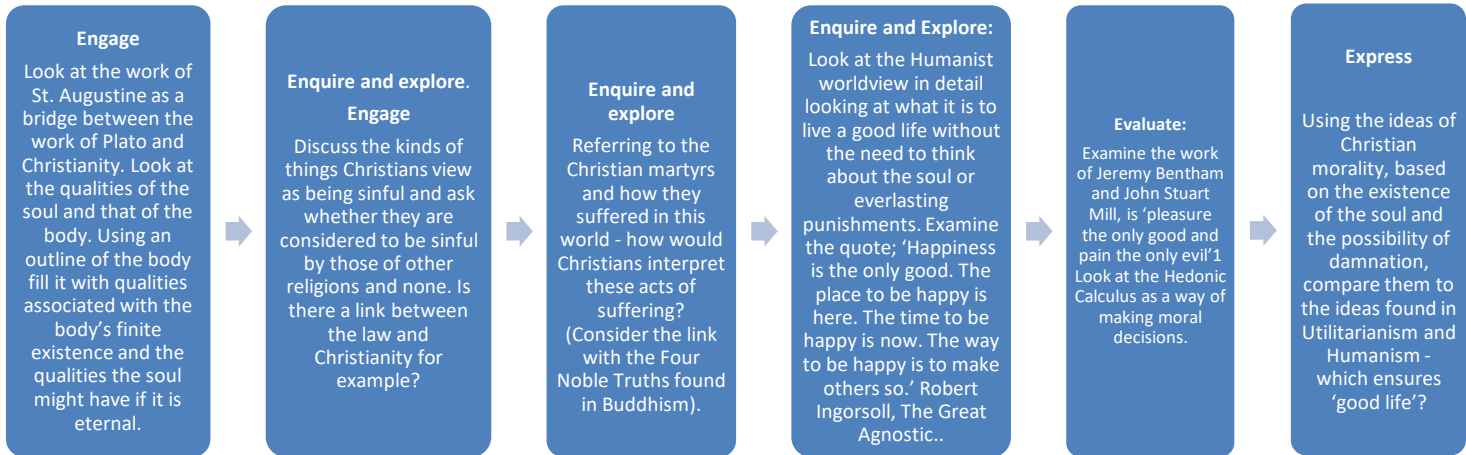 Engage
Look at the work of
St. Augustine as a
bridge between the
work of Plato and
Christianity. Look at
the qualities of the
soul and that of the
body. Using an
outline of the body
fill it with qualities
associated with the
body's finite
existence and the
qualities the soul
might have if it is
eternal.
Enquire and explore.
Engage
Discuss the kinds of
things Christians view
as being sinful and ask
whether they are
considered to be sinful
by those of other
religions and none. Is
there a link between
the law and
Christianity for
example?
Enquire and
explore
Referring to the
Christian martyrs
and how they
suffered in this
world - how would
Christians interpret
these acts of
suffering?
(Consider the link
with the Four
Noble Truths found
in Buddhism).
Enquire and Explore:
Look at the Humanist
worldview in detail
looking at what it is to
live a good life without
the need to think
about the soul or
everlasting
punishments. Examine
the quote; 'Happiness
is the only good. The
place to be happy is
here. The time to be
happy is now. The way
to be happy is to make
others so.' Robert
Ingorsoll, The Great
Agnostic..
Evaluate:
Examine the work
of Jeremy Bentham
and John Stuart
Mill, is 'pleasure
the only good and
pain the only evil'1
Look at the Hedonic
Calculus as a way of
making moral
decisions.
Express
Using the ideas of
Christian
morality, based
on the existence
of the soul and
the possibility of
damnation,
compare them to
the ideas found in
Utilitarianism and
Humanism -
which ensures
'good life'?